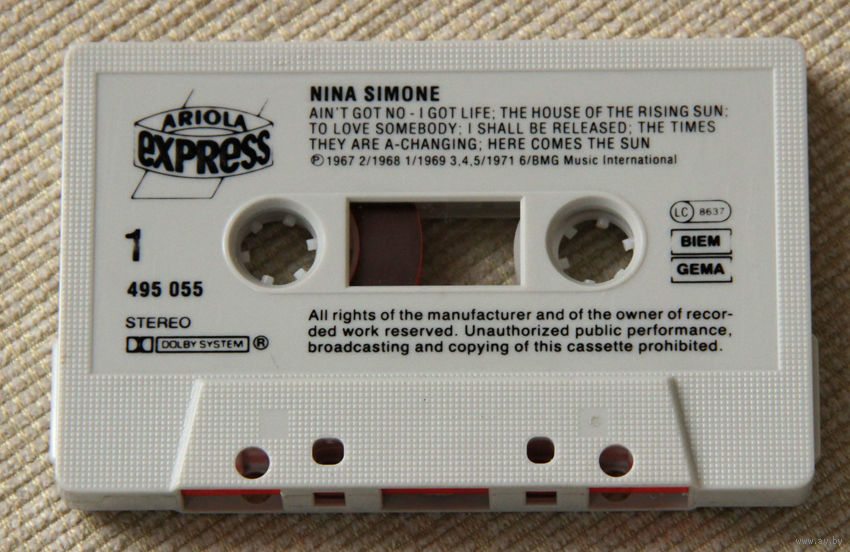 ARIOLA
EXPRESS
NINA SIMONE
AIN'T GOT NO - I GOT LIFE; THE HOUSE OF THE RISING SUN;
TO LOVE SOMEBODY; I SHALL BE RELEASED; THE TIMES
THEY ARE A-CHANGING; HERE COMES THE SUN
℗ 1967 2/1968 1/1969 3,4,5/1971 6/BMG Music International
1
495 055
STEREO
DOLBY SYSTEM ®
LC 8637
BIEM
GEMA
All rights of the manufacturer and of the owner of recor-
ded work reserved. Unauthorized public performance,
broadcasting and copying of this cassette prohibited.
www.ay.by